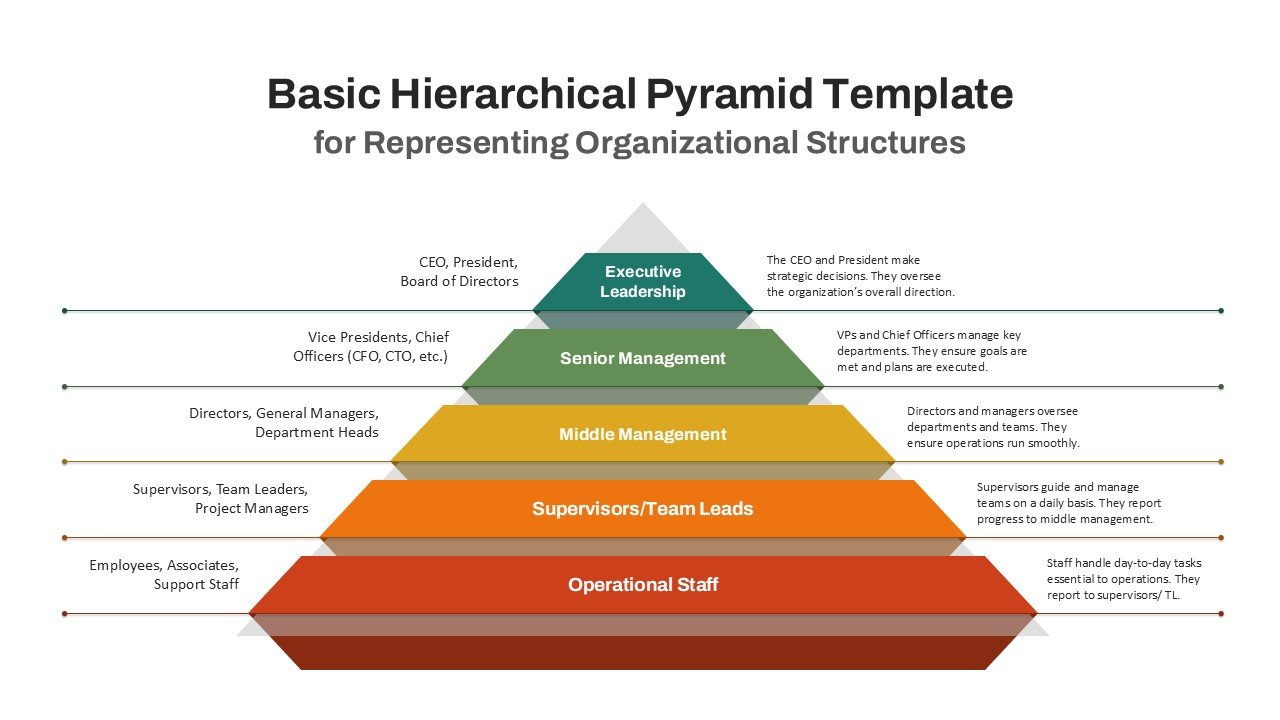 Basic Hierarchical Pyramid Template
for Representing Organizational Structures
CEO, President,
Board of Directors
Executive
Leadership
The CEO and President make
strategic decisions. They oversee
the organization’s overall direction.
Vice Presidents, Chief
Officers (CFO, CTO, etc.)
Senior Management
VPs and Chief Officers manage key
departments. They ensure goals are
met and plans are executed.
Directors, General Managers,
Department Heads
Middle Management
Directors and managers oversee
departments and teams. They
ensure operations run smoothly.
Supervisors, Team Leaders,
Project Managers
Supervisors/Team Leads
Supervisors guide and manage
teams on a daily basis. They report
progress to middle management.
Employees, Associates,
Support Staff
Operational Staff
Staff handle day-to-day tasks
essential to operations. They
report to supervisors/ TL.